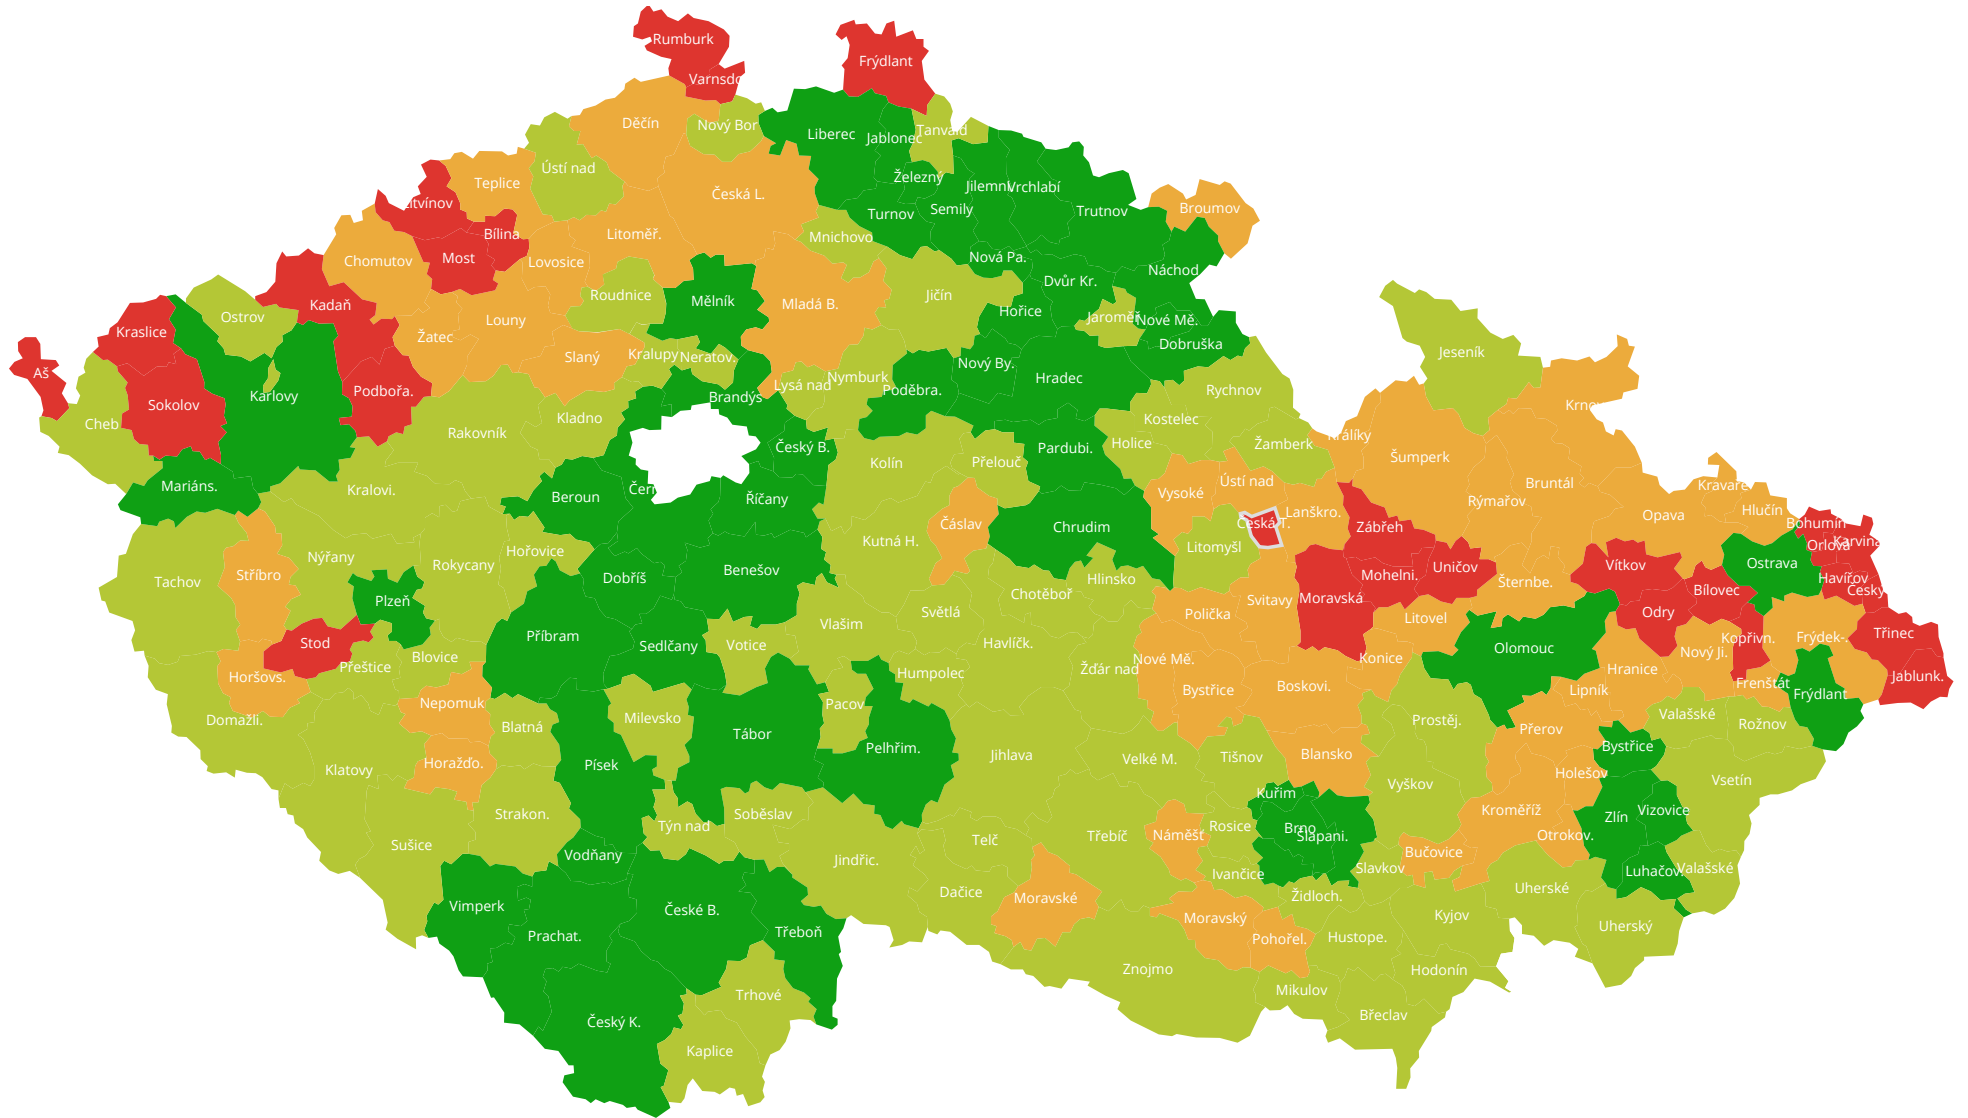 Rumburk
Frýdlant
Varnsdo
Děčín
Nový Bor
Liberec
Jablonec
Tanvald
Ústí nad
Teplice
Železný
Jilemni
Vrchlabí
Česká L.
Litvínov
Semily
Turnov
Trutnov
Broumov
Bílina
Litoměř.
Mnichovo
Most
Chomutov
Lovosice
Nová Pa.
Náchod
Dvůr Kr.
Roudnice
Mělník
Mladá B.
Jičín
Kadaň
Hořice
Ostrov
Louny
Jaroměř
Nové Mě.
Kraslice
Žatec
Dobruška
Slaný
Kralupy
Neratov.
Jeseník
Nový By.
Aš
Nymburk
Hradec
Lysá nad
Podbořa.
Poděbra.
Rychnov
Karlovy
Brandýs
Sokolov
Krnov
Kladno
Kostelec
Cheb
Rakovník
Králíky
Holice
Žamberk
Český B.
Pardubi.
Šumperk
Kolín
Přelouč
Ústí nad
Bruntál
Mariáns.
Kralovi.
Černo
Kravaře
Beroun
Říčany
Vysoké
Rýmařov
Hlučín
Lanškro.
Opava
Čáslav
Chrudim
Česká T.
Zábřeh
Bohumín
Kutná H.
Karviná
Orlová
Litomyšl
Hořovice
Nýřany
Rokycany
Vítkov
Ostrava
Uničov
Benešov
Stříbro
Mohelni.
Dobříš
Hlinsko
Havířov
Tachov
Šternbe.
Bílovec
Český
Chotěboř
Moravská
Plzeň
Svitavy
Světlá
Odry
Polička
Litovel
Vlašim
Třinec
Příbram
Frýdek-.
Kopřivn.
Stod
Havlíčk.
Votice
Sedlčany
Olomouc
Nový Ji.
Blovice
Nové Mě.
Konice
Přeštice
Žďár nad
Hranice
Humpolec
Jablunk.
Horšovs.
Frenštát
Boskovi.
Bystřice
Lipník
Frýdlant
Nepomuk
Pacov
Valašské
Milevsko
Domažli.
Prostěj.
Rožnov
Blatná
Přerov
Tábor
Pelhřim.
Bystřice
Jihlava
Blansko
Tišnov
Velké M.
Horažďo.
Písek
Klatovy
Holešov
Vsetín
Vyškov
Kuřim
Kroměříž
Vizovice
Strakon.
Soběslav
Zlín
Týn nad
Rosice
Brno
Náměšť
Třebíč
Šlapani.
Otrokov.
Telč
Sušice
Bučovice
Vodňany
Jindřic.
Slavkov
Valašské
Luhačov.
Ivančice
Uherské
Dačice
Židloch.
Moravské
Vimperk
České B.
Kyjov
Moravský
Uherský
Třeboň
Prachat.
Hustope.
Pohořel.
Znojmo
Hodonín
Mikulov
Trhové
Břeclav
Český K.
Kaplice